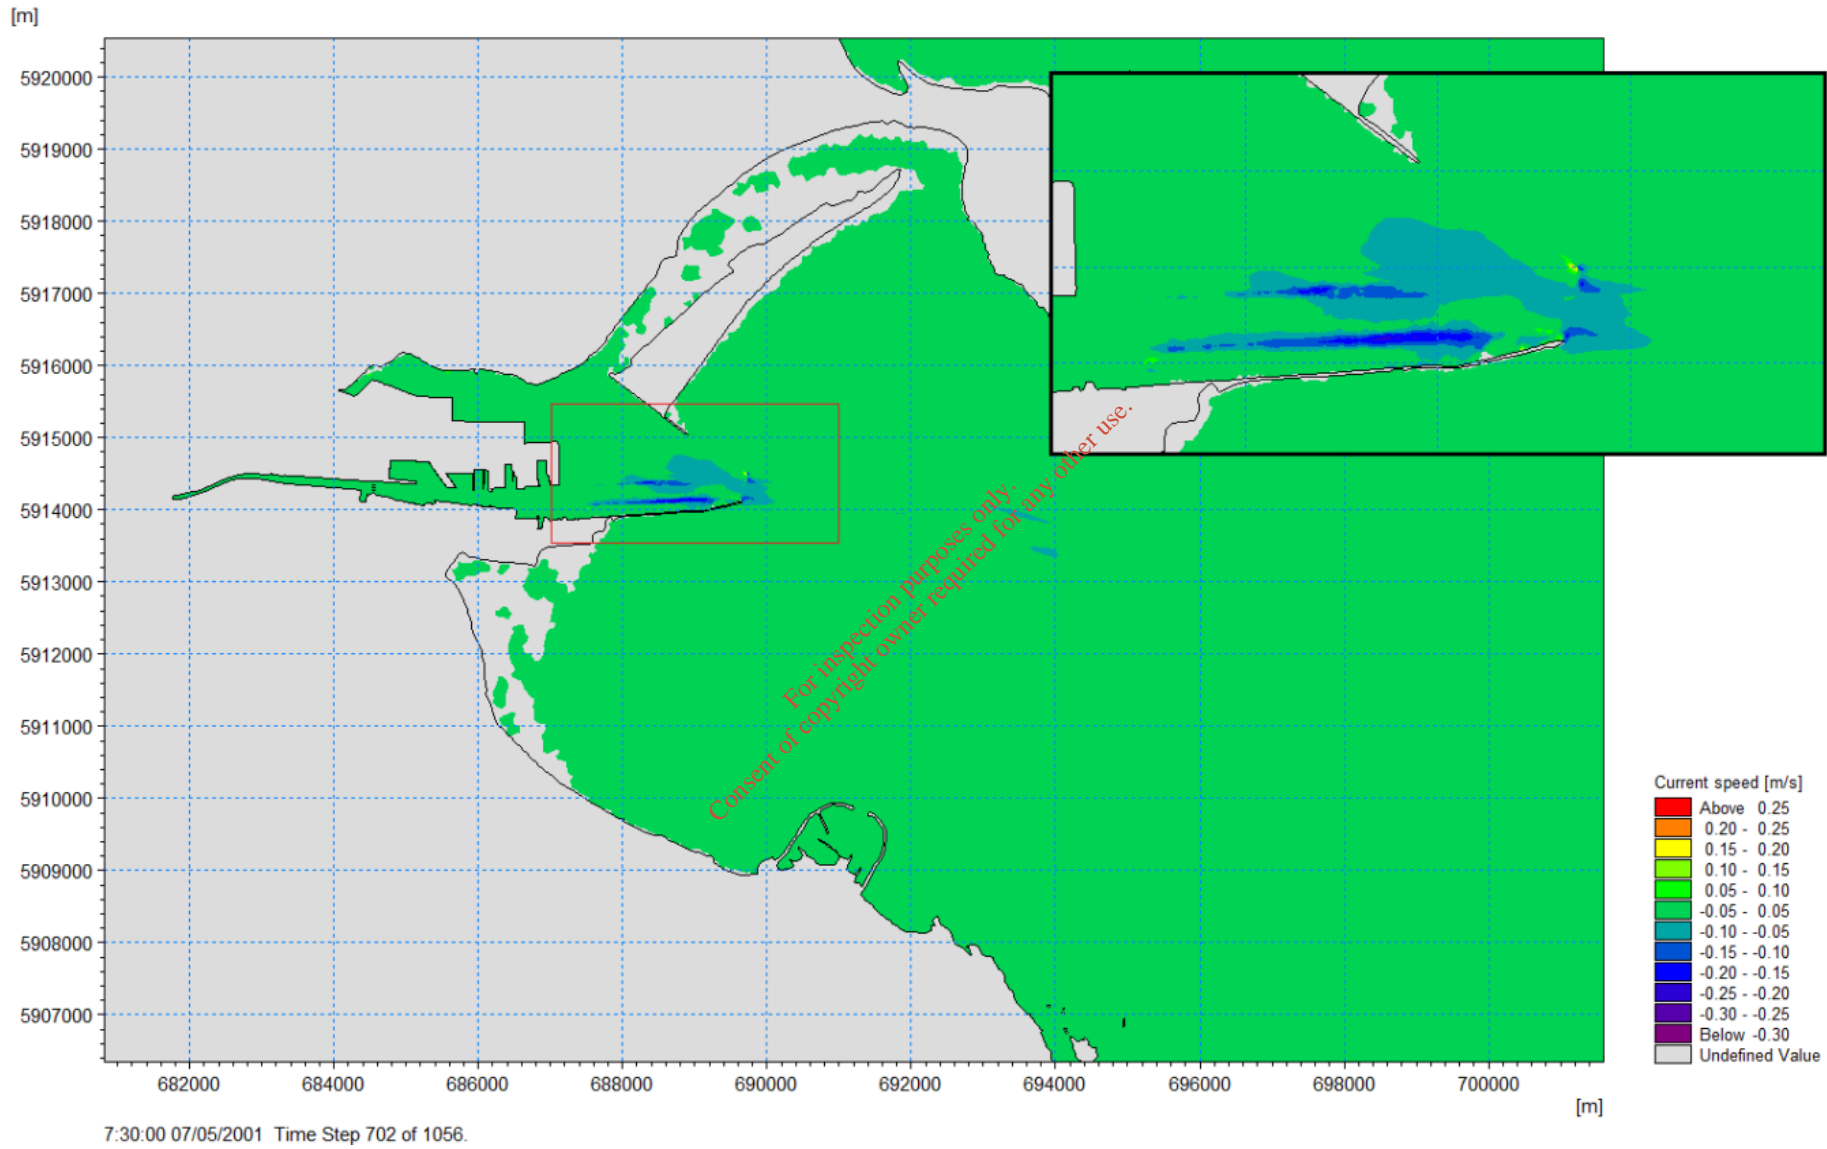 [m]
5920000
5919000
5918000
5917000
5916000
5915000
5914000
5913000
5912000
5911000
5910000
5909000
5908000
5907000
682000 684000 686000 688000 690000 692000 694000 696000 698000 700000
[m]
For inspection purposes only.
Consent of copyright owner required for any other use.
Current speed [m/s]
Above 0.25
0.20 - 0.25
0.15 - 0.20
0.10 - 0.15
0.05 - 0.10
-0.05 - 0.05
-0.10 - -0.05
-0.15 - -0.10
-0.20 - -0.15
-0.25 - -0.20
-0.30 - -0.25
Below -0.30
Undefined Value
7:30:00 07/05/2001 Time Step 702 of 1056.